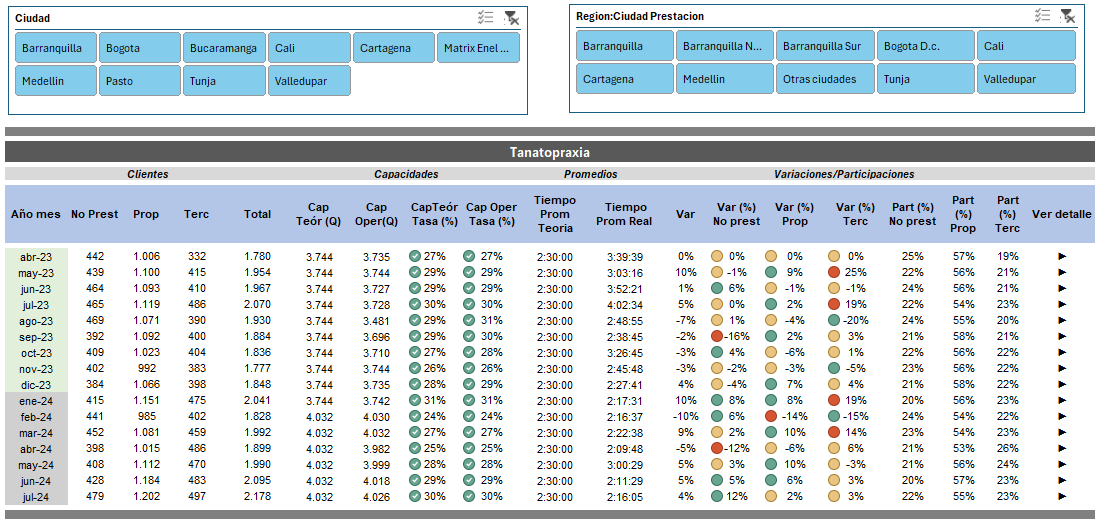 Ciudad
Barranquilla Bogota Bucaramanga Cali Cartagena Matrix Enel ...
Medellin Pasto Tunja Valledupar
Region:Ciudad Prestacion
Barranquilla Barranquilla N... Barranquilla Sur Bogota D.c. Cali
Cartagena Medellin Otras ciudades Tunja Valledupar
Tanatopraxia
Clientes Capacidades Promedios Variaciones/Participaciones
Año mes No Prest Prop Terc Total Cap Teór (Q) Cap Oper(Q) CapTeór Tasa (%) Cap Oper Tasa (%) Tiempo Prom Teoria Tiempo Prom Real Var Var (%) No prest Var (%) Prop Var (%) Terc Part (%) No prest Part (%) Prop Part (%) Terc Ver detalle
abr-23 442 1.006 332 1.780 3.744 3.735 27% 27% 2:30:00 3:39:39 0% 0% 0% 0% 25% 57% 19%
may-23 439 1.100 415 1.954 3.744 3.744 29% 29% 2:30:00 3:03:16 10% -1% 9% 25% 22% 56% 21%
jun-23 464 1.093 410 1.967 3.744 3.727 29% 29% 2:30:00 3:52:21 1% 6% -1% -1% 24% 56% 21%
jul-23 465 1.119 486 2.070 3.744 3.728 30% 30% 2:30:00 4:02:34 5% 0% 2% 19% 22% 54% 23%
ago-23 469 1.071 390 1.930 3.744 3.481 29% 31% 2:30:00 2:48:55 -7% 1% -4% -20% 24% 55% 20%
sep-23 392 1.092 400 1.884 3.744 3.696 29% 30% 2:30:00 2:38:45 -2% -16% 2% 3% 21% 58% 21%
oct-23 409 1.023 404 1.836 3.744 3.710 27% 28% 2:30:00 3:26:45 -3% 4% -6% 1% 22% 56% 22%
nov-23 402 992 383 1.777 3.744 3.744 26% 26% 2:30:00 2:45:48 -3% -2% -3% -5% 23% 56% 22%
dic-23 384 1.066 398 1.848 3.744 3.735 28% 29% 2:30:00 2:27:41 4% -4% 7% 4% 21% 58% 22%
ene-24 415 1.151 475 2.041 3.744 3.742 31% 31% 2:30:00 2:17:31 10% 8% 8% 19% 20% 56% 23%
feb-24 441 985 402 1.828 4.032 4.030 24% 24% 2:30:00 2:16:37 -10% 6% -14% -15% 24% 54% 22%
mar-24 452 1.081 459 1.992 4.032 4.032 27% 27% 2:30:00 2:22:38 9% 2% 10% 14% 23% 54% 23%
abr-24 398 1.015 486 1.899 4.032 3.982 25% 25% 2:30:00 2:09:48 -5% -12% -6% 6% 21% 53% 26%
may-24 408 1.112 470 1.990 4.032 3.999 28% 28% 2:30:00 3:00:29 5% 3% 10% -3% 21% 56% 24%
jun-24 428 1.184 483 2.095 4.032 4.018 29% 29% 2:30:00 2:11:29 5% 5% 6% 3% 20% 57% 23%
jul-24 479 1.202 497 2.178 4.032 4.026 30% 30% 2:30:00 2:16:05 4% 12% 2% 3% 22% 55% 23%